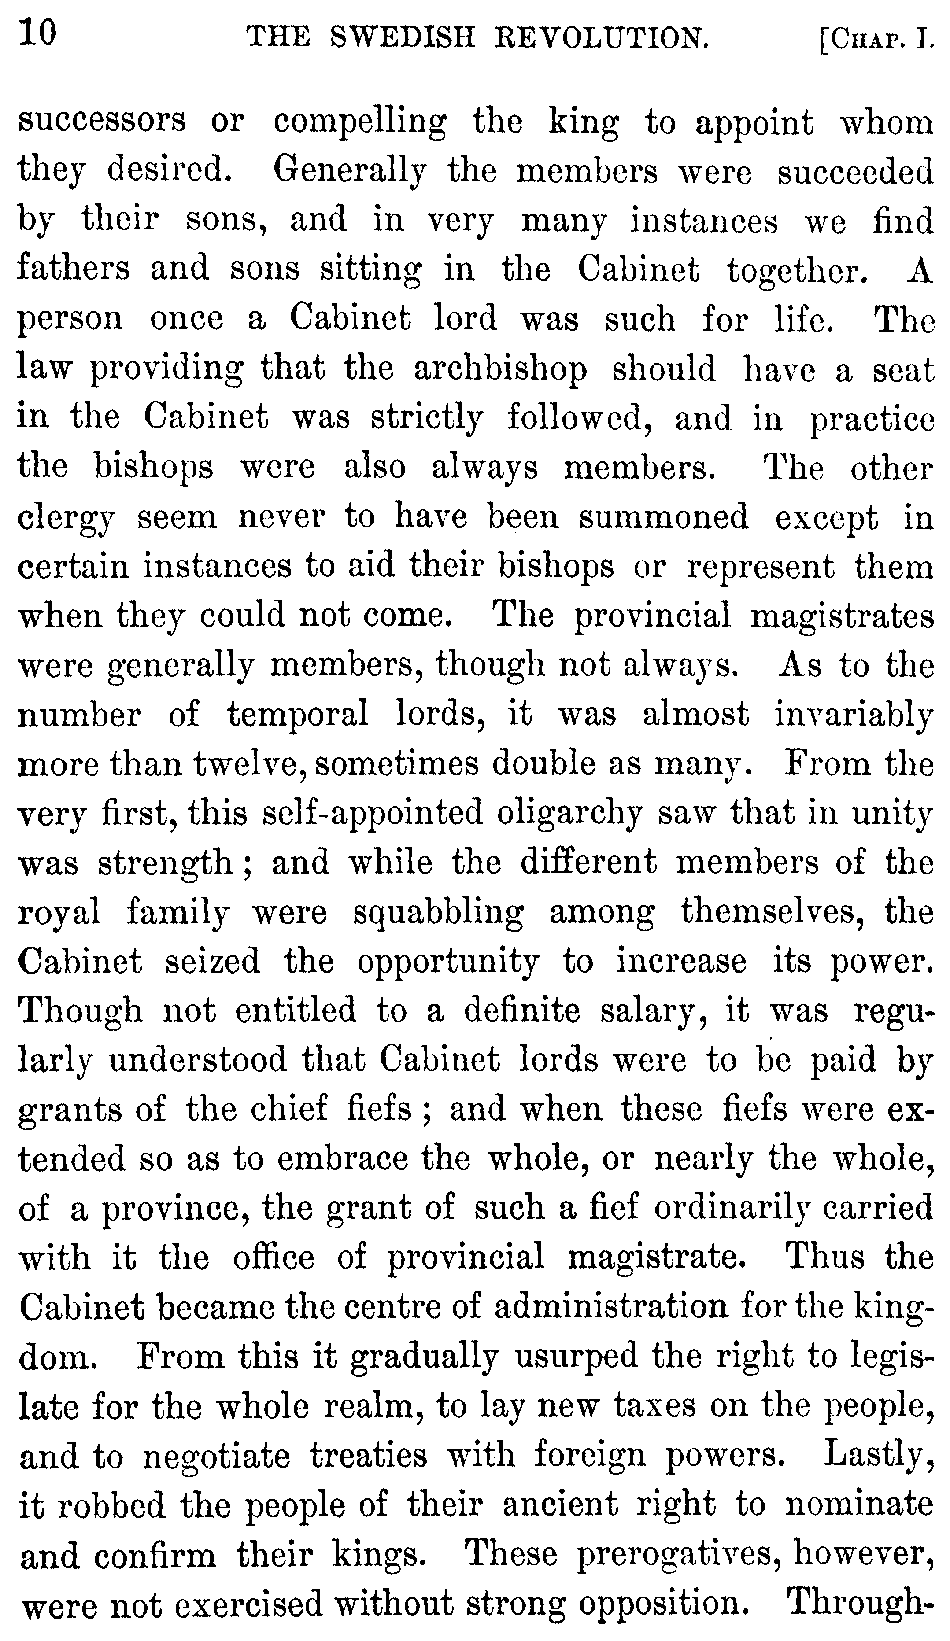 10 THE SWEDISH REVOLUTION. [CHAP. I.
successors or compelling the king to appoint whom
they desired. Generally the members were succeeded
by their sons, and in very many instances we find
fathers and sons sitting in the Cabinet together. A
person once a Cabinet lord was such for life. The
law providing that the archbishop should have a seat
in the Cabinet was strictly followed, and in practice
the bishops were also always members. The other
clergy seem never to have been summoned except in
certain instances to aid their bishops or represent them
when they could not come. The provincial magistrates
were generally members, though not always. As to the
number of temporal lords, it was almost invariably
more than twelve, sometimes double as many. From the
very first, this self-appointed oligarchy saw that in unity
was strength; and while the different members of the
royal family were squabbling among themselves, the
Cabinet seized the opportunity to increase its power.
Though not entitled to a definite salary, it was regu-
larly understood that Cabinet lords were to be paid by
grants of the chief fiefs; and when these fiefs were ex-
tended so as to embrace the whole, or nearly the whole,
of a province, the grant of such a fief ordinarily carried
with it the office of provincial magistrate. Thus the
Cabinet became the centre of administration for the king-
dom. From this it gradually usurped the right to legis-
late for the whole realm, to lay new taxes on the people,
and to negotiate treaties with foreign powers. Lastly,
it robbed the people of their ancient right to nominate
and confirm their kings. These prerogatives, however,
were not exercised without strong opposition. Through-